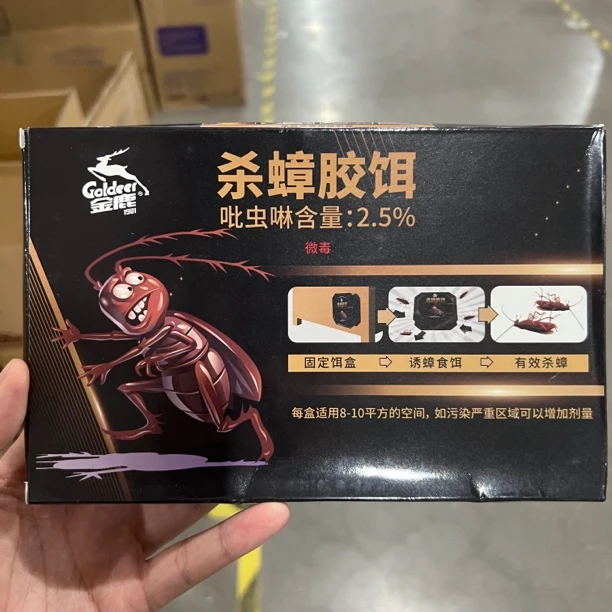 Goldeer®
金鹿
1981
杀蟑胶饵
吡虫啉含量：2.5%
微毒
固定饵盒
诱蟑食饵
有效杀蟑
每盒适用8-10平方的空间，如污染严重区域可以增加剂量